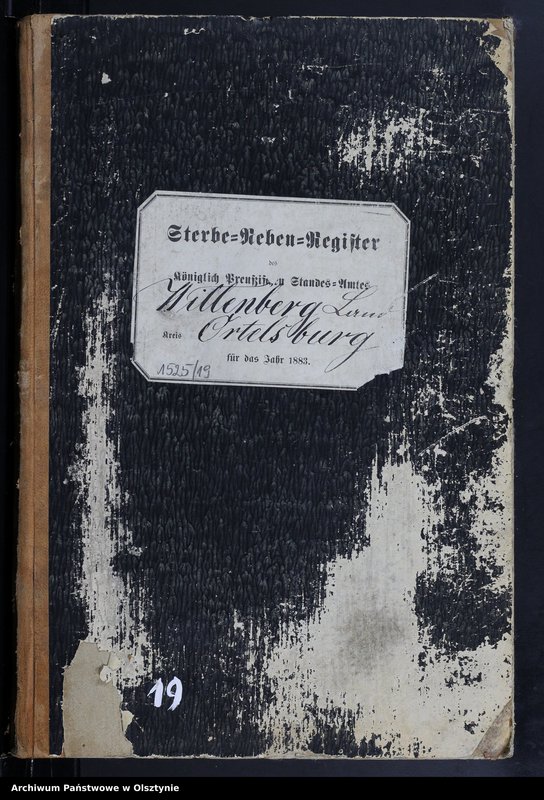 Sterbe=Neben=Register
des
Königlich Preußischen Standes=Amtes
Willenberg Land
Kreis Ortelsburg
für das Jahr 1883.
1525/19
19
Archiwum Państwowe w Olsztynie